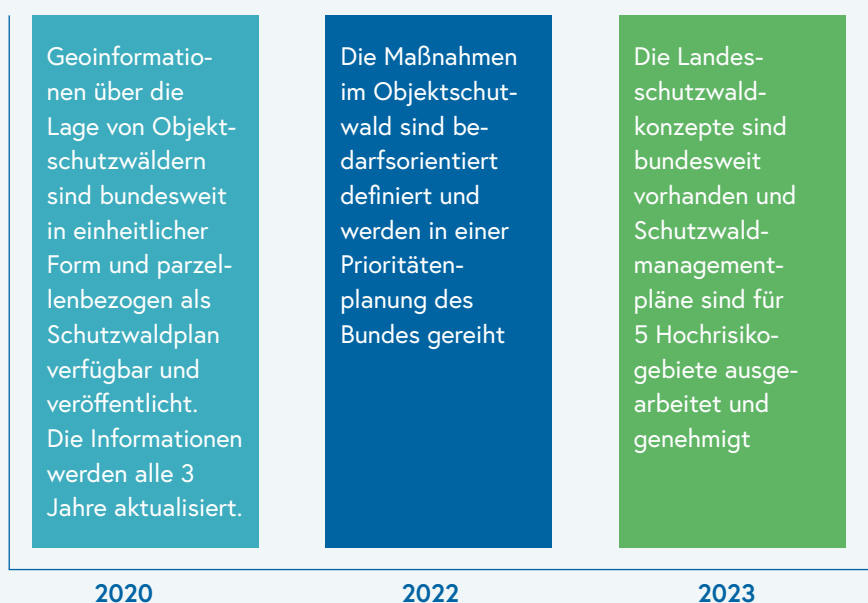 Geoinformatio-
nen über die
Lage von Objekt-
schutzwäldern
sind bundesweit
in einheitlicher
Form und parzel-
lenbezogen als
Schutzwaldplan
verfügbar und
veröffentlicht.
Die Informationen
werden alle 3
Jahre aktualisiert.
Die Maßnahmen
im Objektschut-
wald sind be-
darfsorientiert
definiert und
werden in einer
Prioritäten-
planung des
Bundes gereiht
Die Landes-
schutzwald-
konzepte sind
bundesweit
vorhanden und
Schutzwald-
management-
pläne sind für
5 Hochrisiko-
gebiete ausge-
arbeitet und
genehmigt
2020
2022
2023